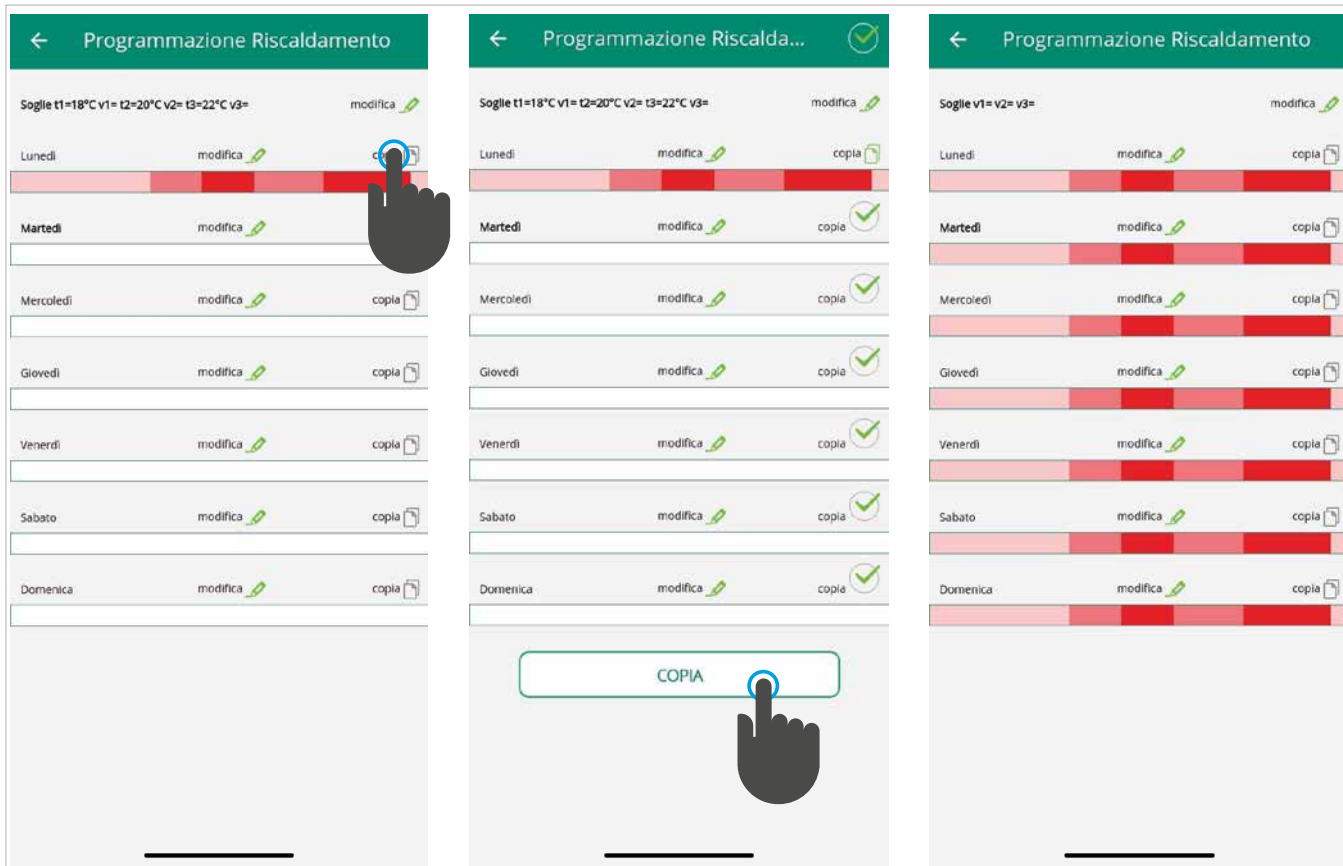 Programmazione Riscaldamento
Soglie t1=18°C v1= t2=20°C v2= t3=22°C v3= modifica
Lunedì modifica
Martedì modifica
Mercoledì modifica copia
Giovedì modifica copia
Venerdì modifica copia
Sabato modifica copia
Domenica modifica copia
Programmazione Riscalda...
Soglie t1=18°C v1= t2=20°C v2= t3=22°C v3= modifica
Lunedì modifica copia
Martedì modifica copia
Mercoledì modifica copia
Giovedì modifica copia
Venerdì modifica copia
Sabato modifica copia
Domenica modifica copia
COPIA
Programmazione Riscaldamento
Soglie v1= v2= v3= modifica
Lunedì modifica copia
Martedì modifica copia
Mercoledì modifica copia
Giovedì modifica copia
Venerdì modifica copia
Sabato modifica copia
Domenica modifica copia